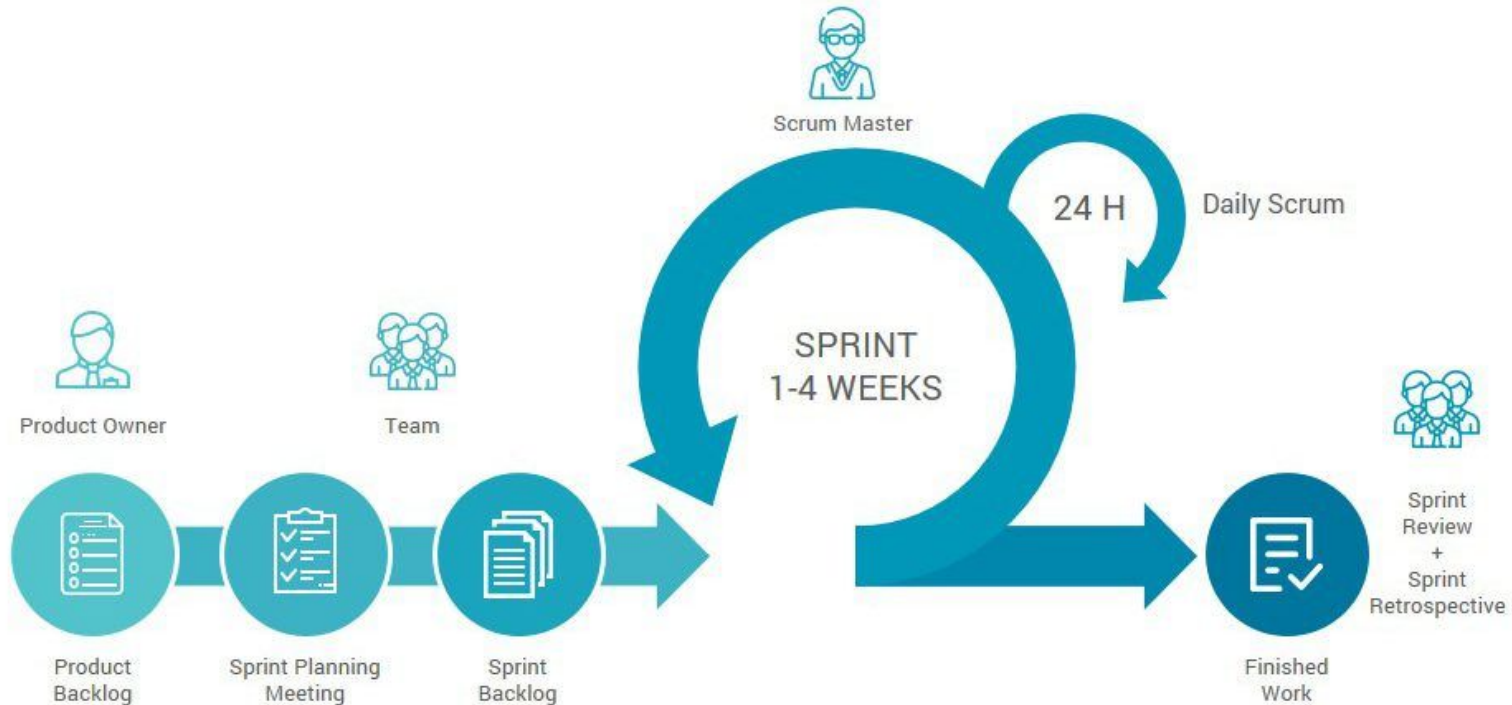 Scrum Master
24 H
Daily Scrum
SPRINT
1-4 WEEKS
Product Owner
Team
Sprint
Review
+
Sprint
Retrospective
Product
Backlog
Sprint Planning
Meeting
Sprint
Backlog
Finished
Work